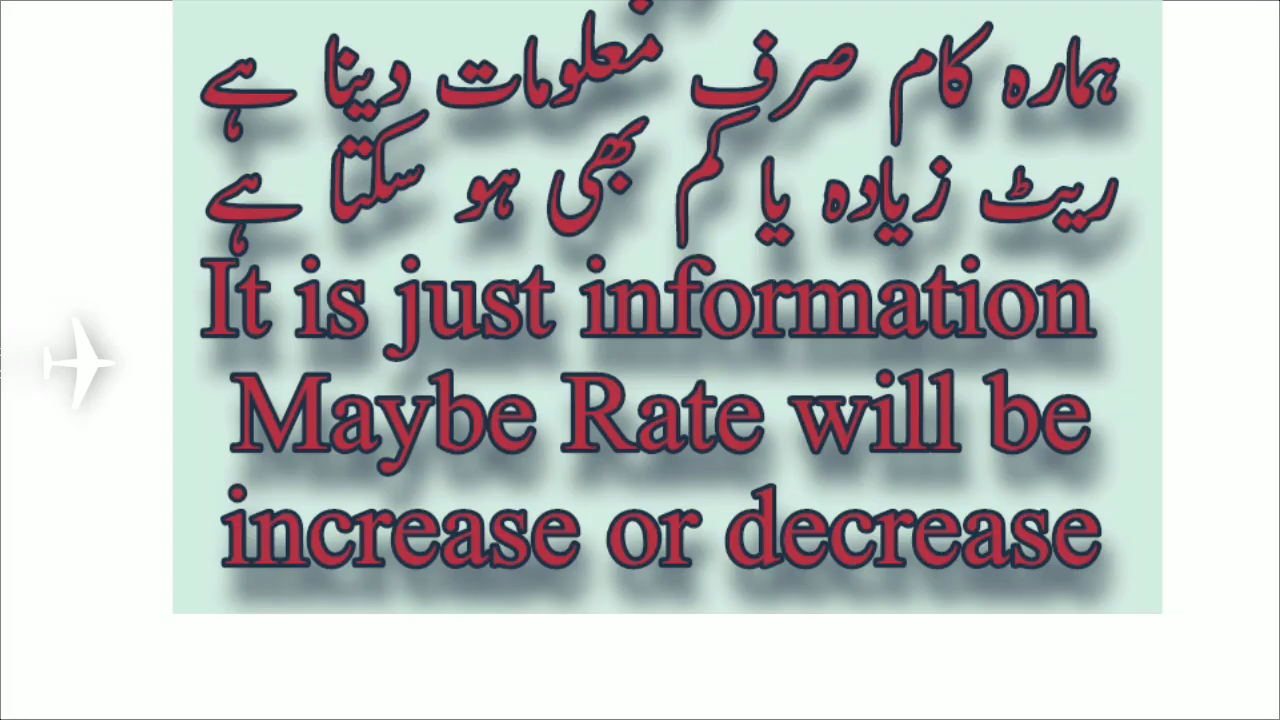 ہمارہ کام صرف معلومات دینا ہے
ریٹ زیادہ یا کم بھی ہو سکتا ہے
It is just information
Maybe Rate will be
increase or decrease